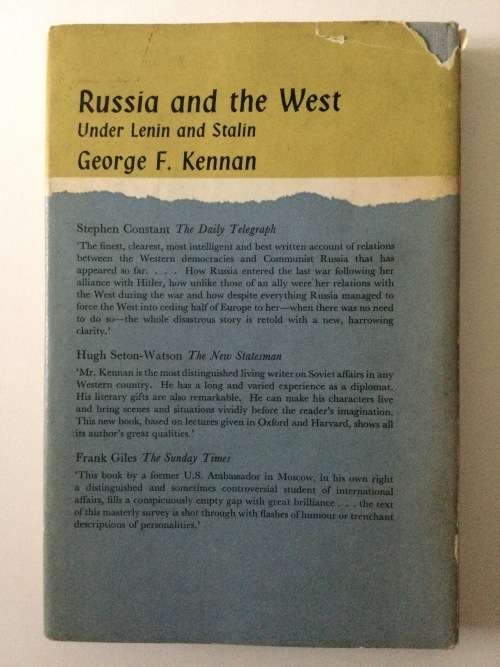 Russia and the West
Under Lenin and Stalin
George F. Kennan
Stephen Constant The Daily Telegraph
'The finest, clearest, most intelligent and best written account of relations
between the Western democracies and Communist Russia that has
appeared so far. . . . How Russia entered the last war following her
alliance with Hitler, how unlike those of an ally were her relations with
the West during the war and how despite everything Russia managed to
force the West into ceding half of Europe to her—when there was no need
to do so—the whole disastrous story is retold with a new, harrowing
clarity.'
Hugh Seton-Watson The New Statesman
'Mr. Kennan is the most distinguished living writer on Soviet affairs in any
Western country. He has a long and varied experience as a diplomat.
His literary gifts are also remarkable. He can make his characters live
and bring scenes and situations vividly before the reader's imagination.
This new book, based on lectures given in Oxford and Harvard, shows all
its author's great qualities.'
Frank Giles The Sunday Times
'This book by a former U.S. Ambassador in Moscow, in his own right
a distinguished and sometimes controversial student of international
affairs, fills a conspicuously empty gap with great brilliance . . . the text
of this masterly survey is shot through with flashes of humour or trenchant
descriptions of personalities.'